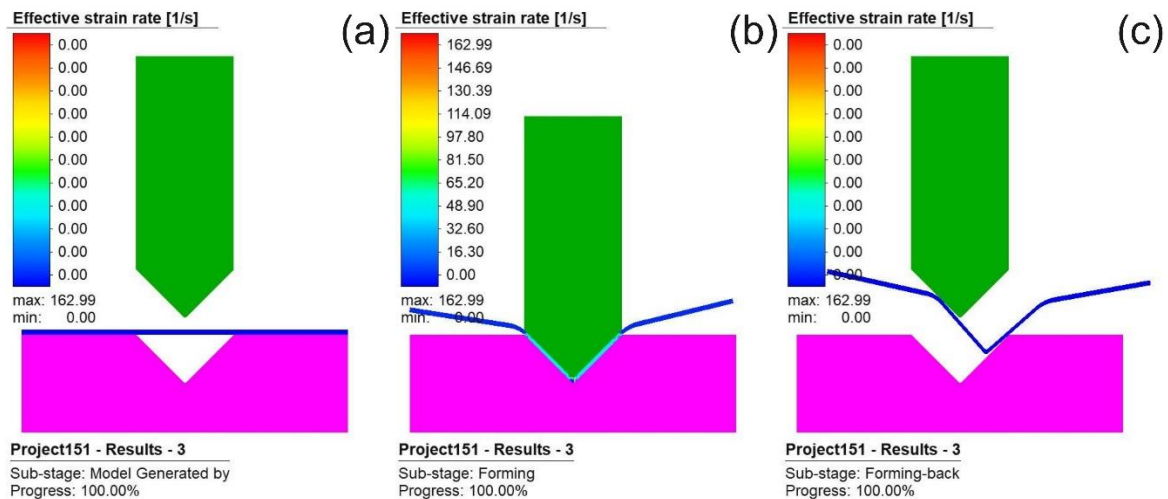 Effective strain rate [1/s]
(a)
0.00
0.00
0.00
0.00
0.00
0.00
0.00
0.00
0.00
0.00
0.00
max: 162.99
min: 0.00
Project151 - Results - 3
Sub-stage: Model Generated by
Progress: 100.00%
Effective strain rate [1/s]
(b)
162.99
146.69
130.39
114.09
97.80
81.50
65.20
48.90
32.60
16.30
0.00
max: 162.99
min: 0.00
Project151 - Results - 3
Sub-stage: Forming
Progress: 100.00%
Effective strain rate [1/s]
(c)
0.00
0.00
0.00
0.00
0.00
0.00
0.00
0.00
0.00
0.00
0.00
max: 162.99
min: 0.00
Project151 - Results - 3
Sub-stage: Forming-back
Progress: 100.00%